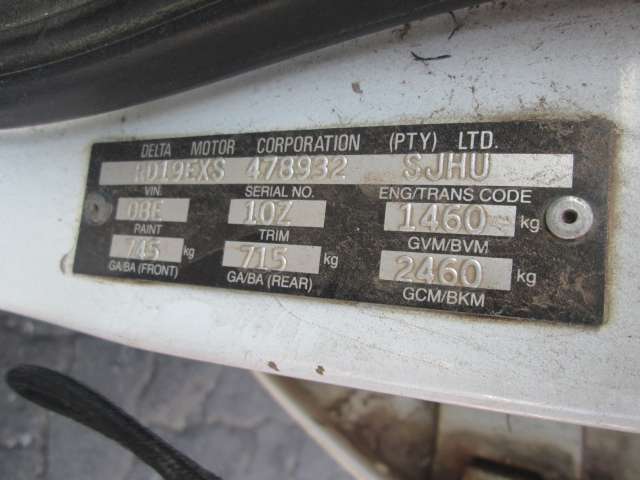 DELTA MOTOR CORPORATION (PTY) LTD.
RD19EXS 478932 SJHU
VIN. SERIAL NO. ENG/TRANS CODE
08E 10Z 1460 kg
PAINT TRIM GVM/BVM
745 kg 715 kg 2460 kg
GA/BA (FRONT) GA/BA (REAR) GCM/BKM